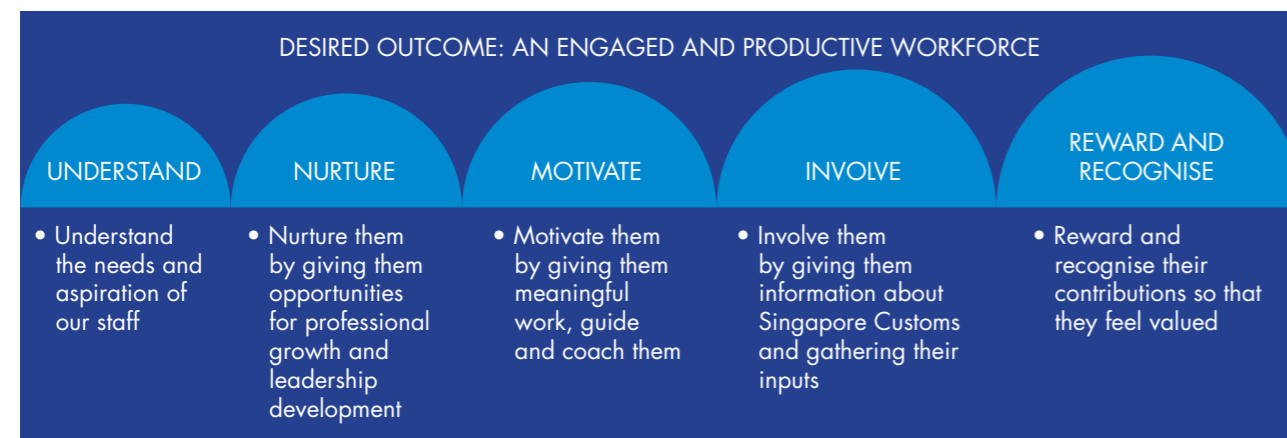 DESIRED OUTCOME: AN ENGAGED AND PRODUCTIVE WORKFORCE
UNDERSTAND
NURTURE
MOTIVATE
INVOLVE
REWARD AND
RECOGNISE
• Understand
the needs and
aspiration of
our staff
• Nurture them
by giving them
opportunities
for professional
growth and
leadership
development
• Motivate them
by giving them
meaningful
work, guide
and coach them
• Involve them
by giving them
information about
Singapore Customs
and gathering their
inputs
• Reward and
recognise their
contributions so that
they feel valued